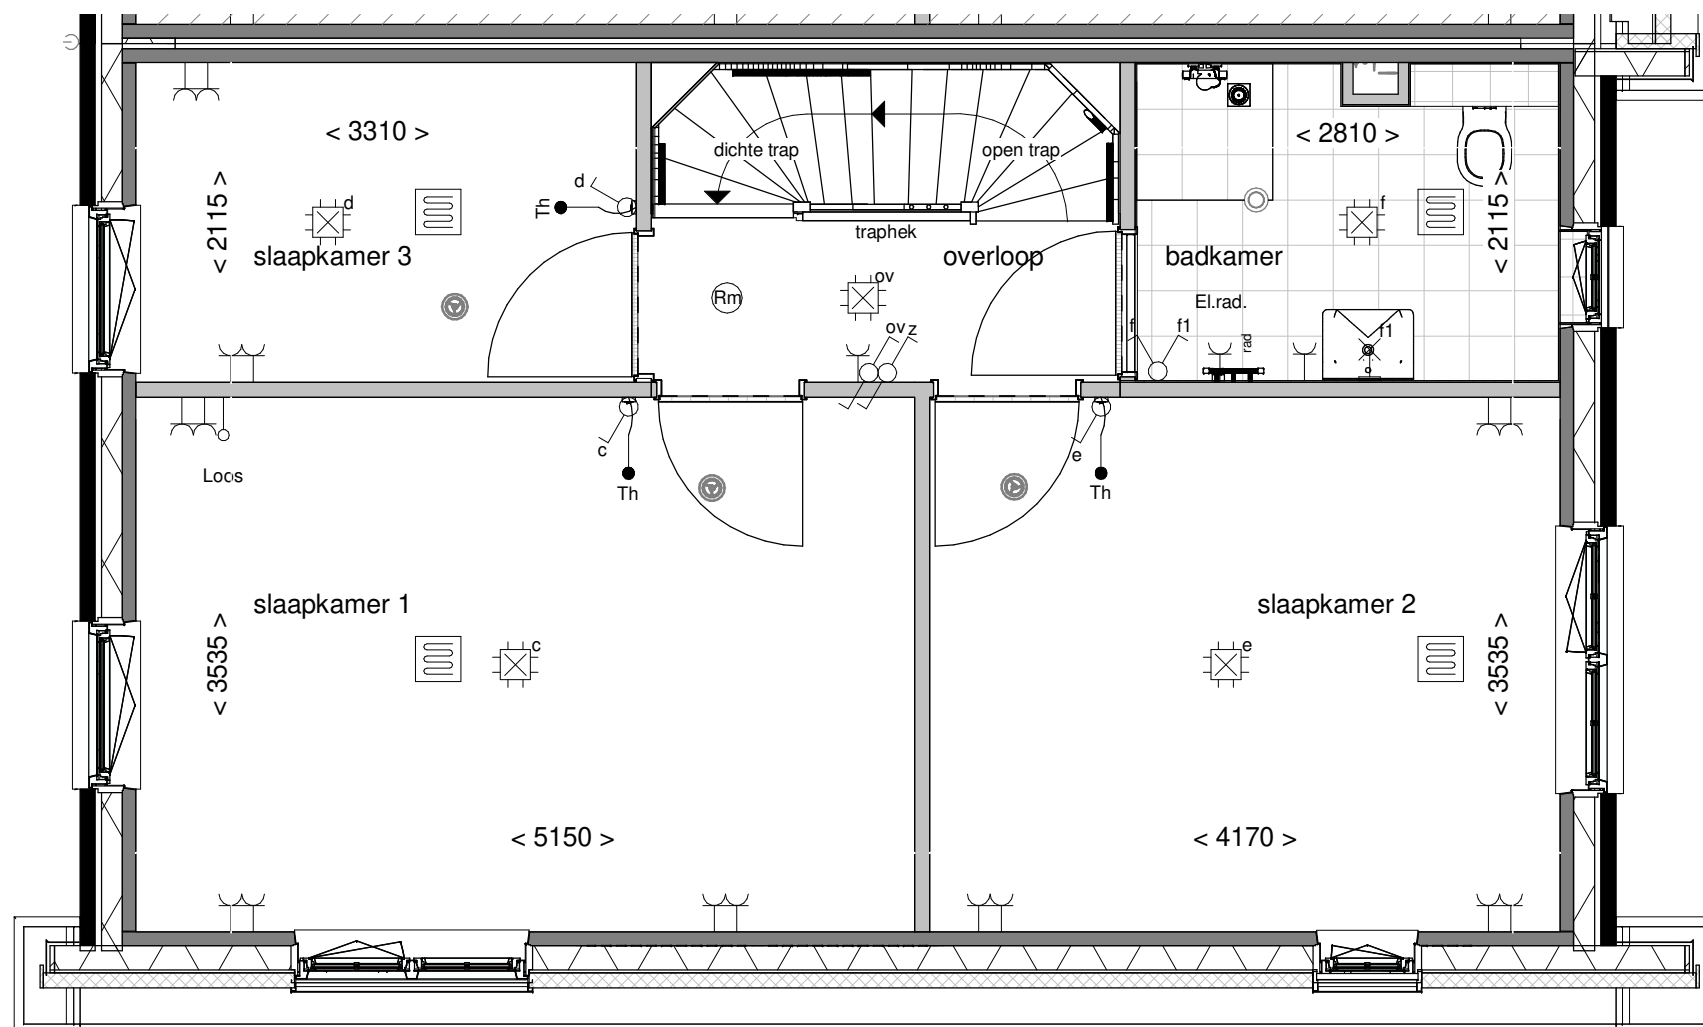 < 3310 >
< 2810 >
dichte trap
open trap
d
Th
d
f
< 2115 >
< 2115 >
traphek
slaapkamer 3
overloop
badkamer
ov
Rm
El.rad.
ov
z
f
f1
f1
rad
c
e
Loos
Th
Th
slaapkamer 1
slaapkamer 2
c
e
< 3535 >
< 3535 >
< 5150 >
< 4170 >